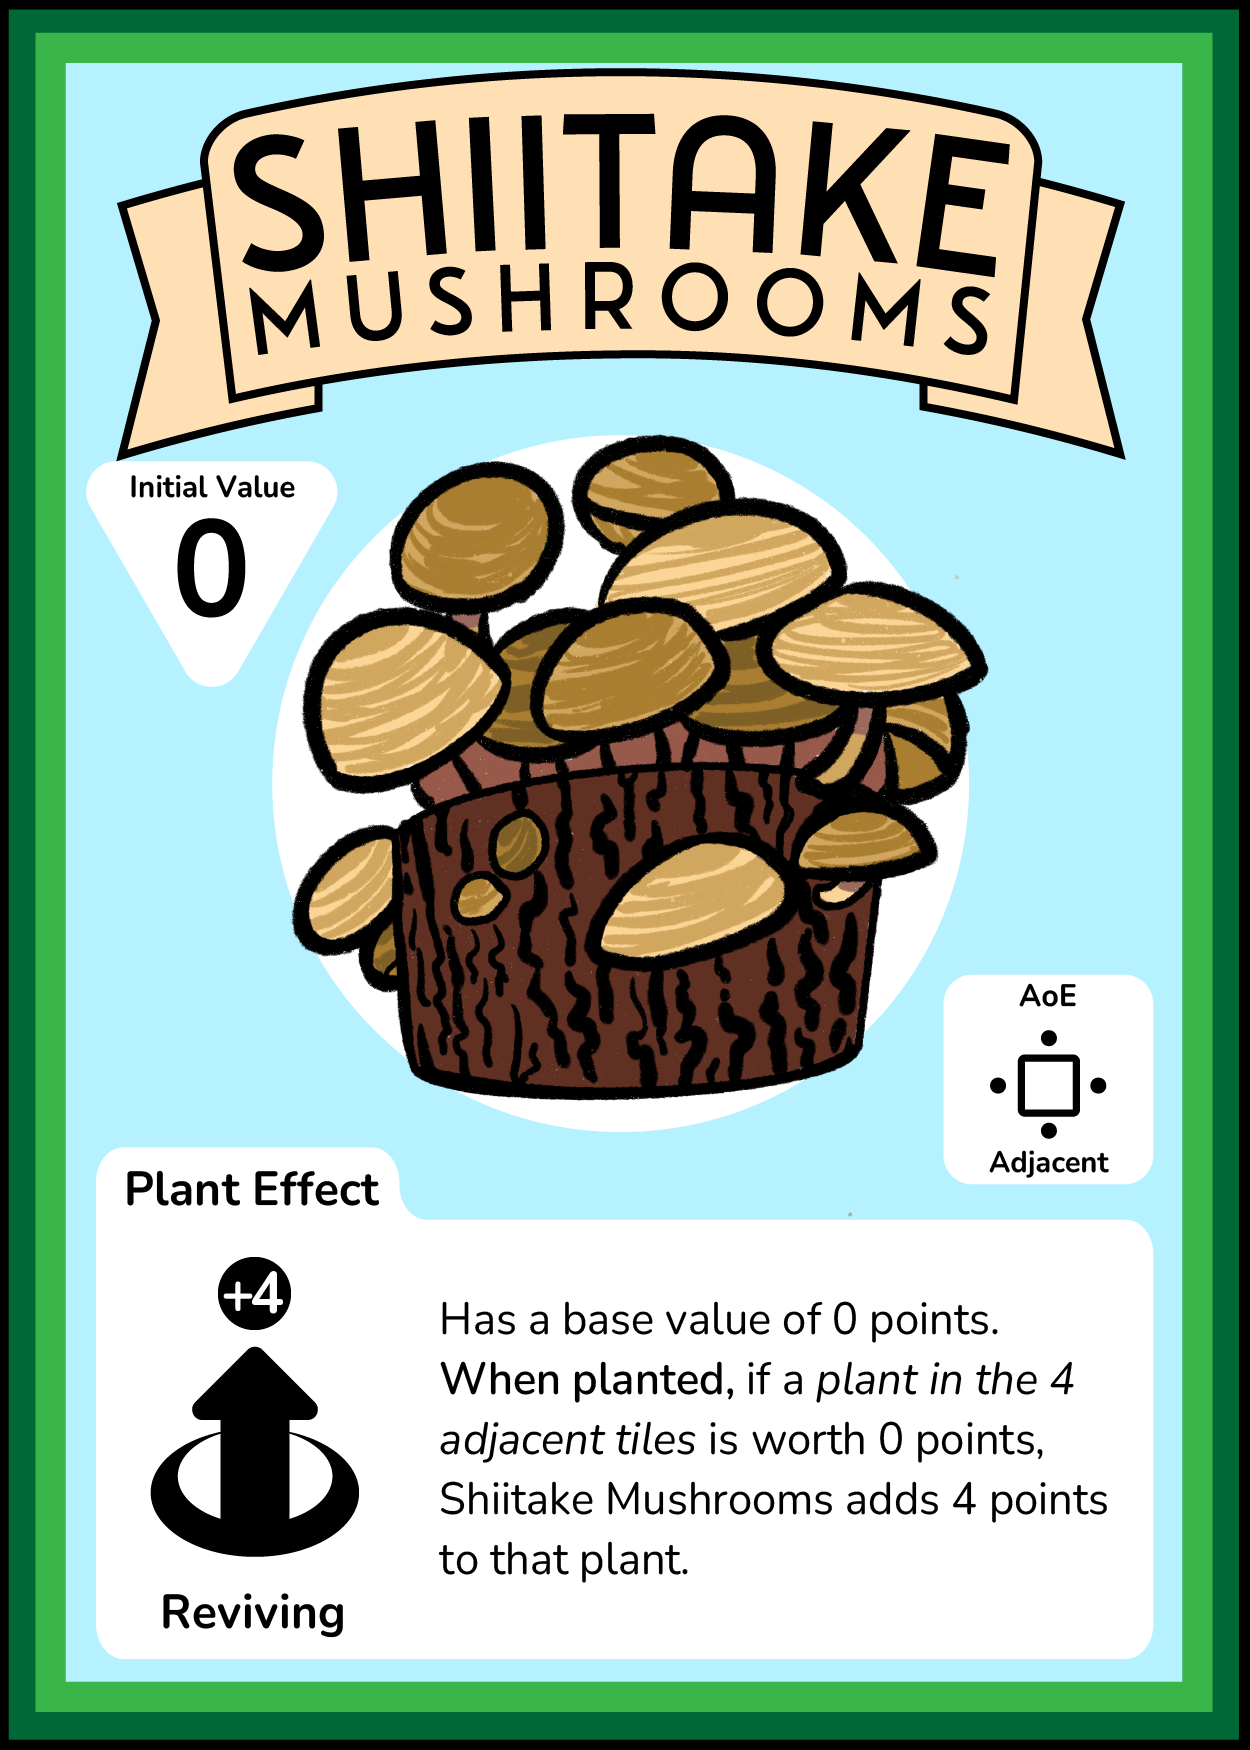 SHIITAKE
MUSHROOMS
Initial Value
0
AoE
Adjacent
Plant Effect
+4
Reviving
Has a base value of 0 points.
When planted, if a plant in the 4
adjacent tiles is worth 0 points,
Shiitake Mushrooms adds 4 points
to that plant.